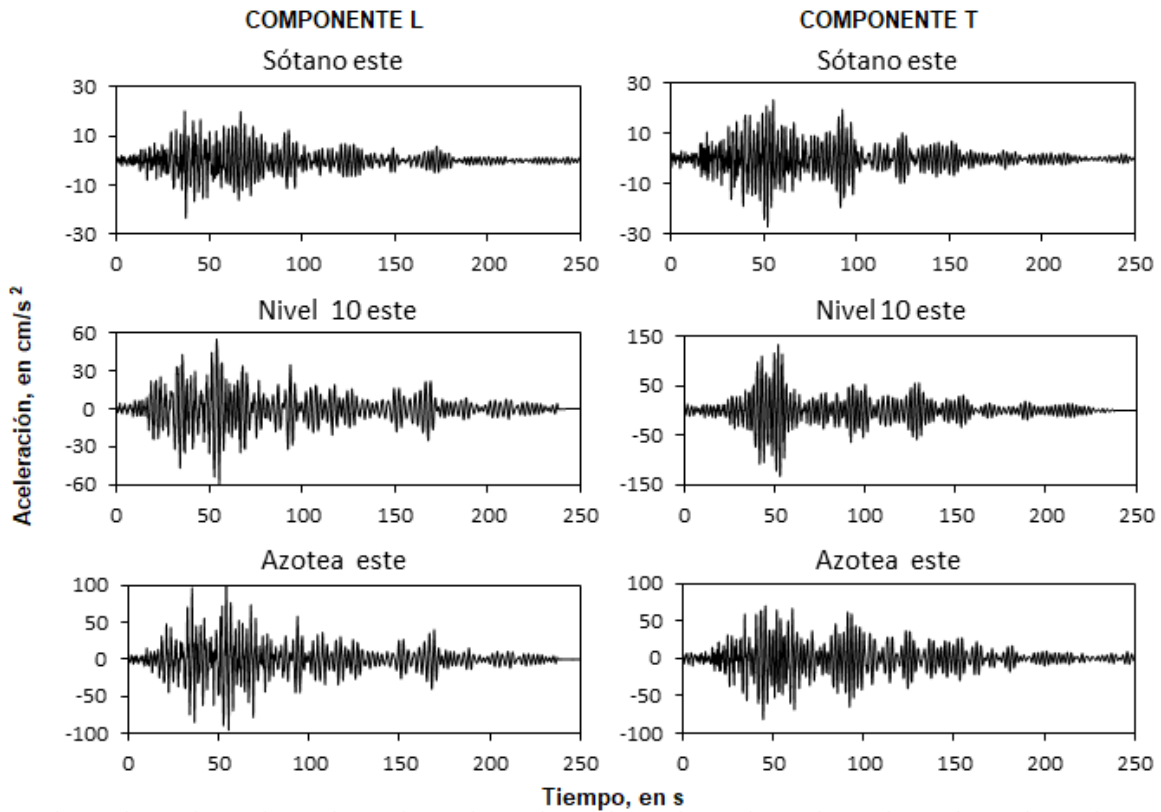 COMPONENTE L
COMPONENTE T
Sótano este
30
10
-10
-30
0 50 100 150 200 250
Sótano este
30
10
-10
-30
0 50 100 150 200 250
Aceleración, en cm/s²
Nivel 10 este
60
30
0
-30
-60
0 50 100 150 200 250
Nivel 10 este
150
50
-50
-150
0 50 100 150 200 250
Azotea este
100
50
0
-50
-100
0 50 100 150 200 250
Azotea este
100
50
0
-50
-100
0 50 100 150 200 250
Tiempo, en s